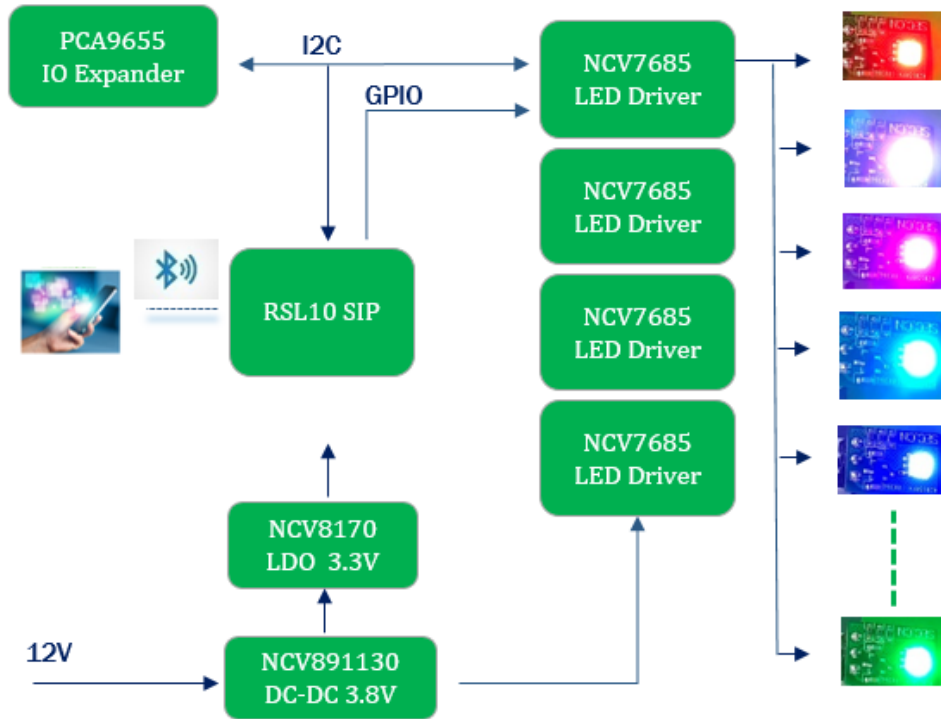 PCA9655
IO Expander
I2C
GPIO
NCV7685
LED Driver
NCV7685
LED Driver
NCV7685
LED Driver
NCV7685
LED Driver
RSL10 SIP
NCV8170
LDO 3.3V
12V
NCV891130
DC-DC 3.8V